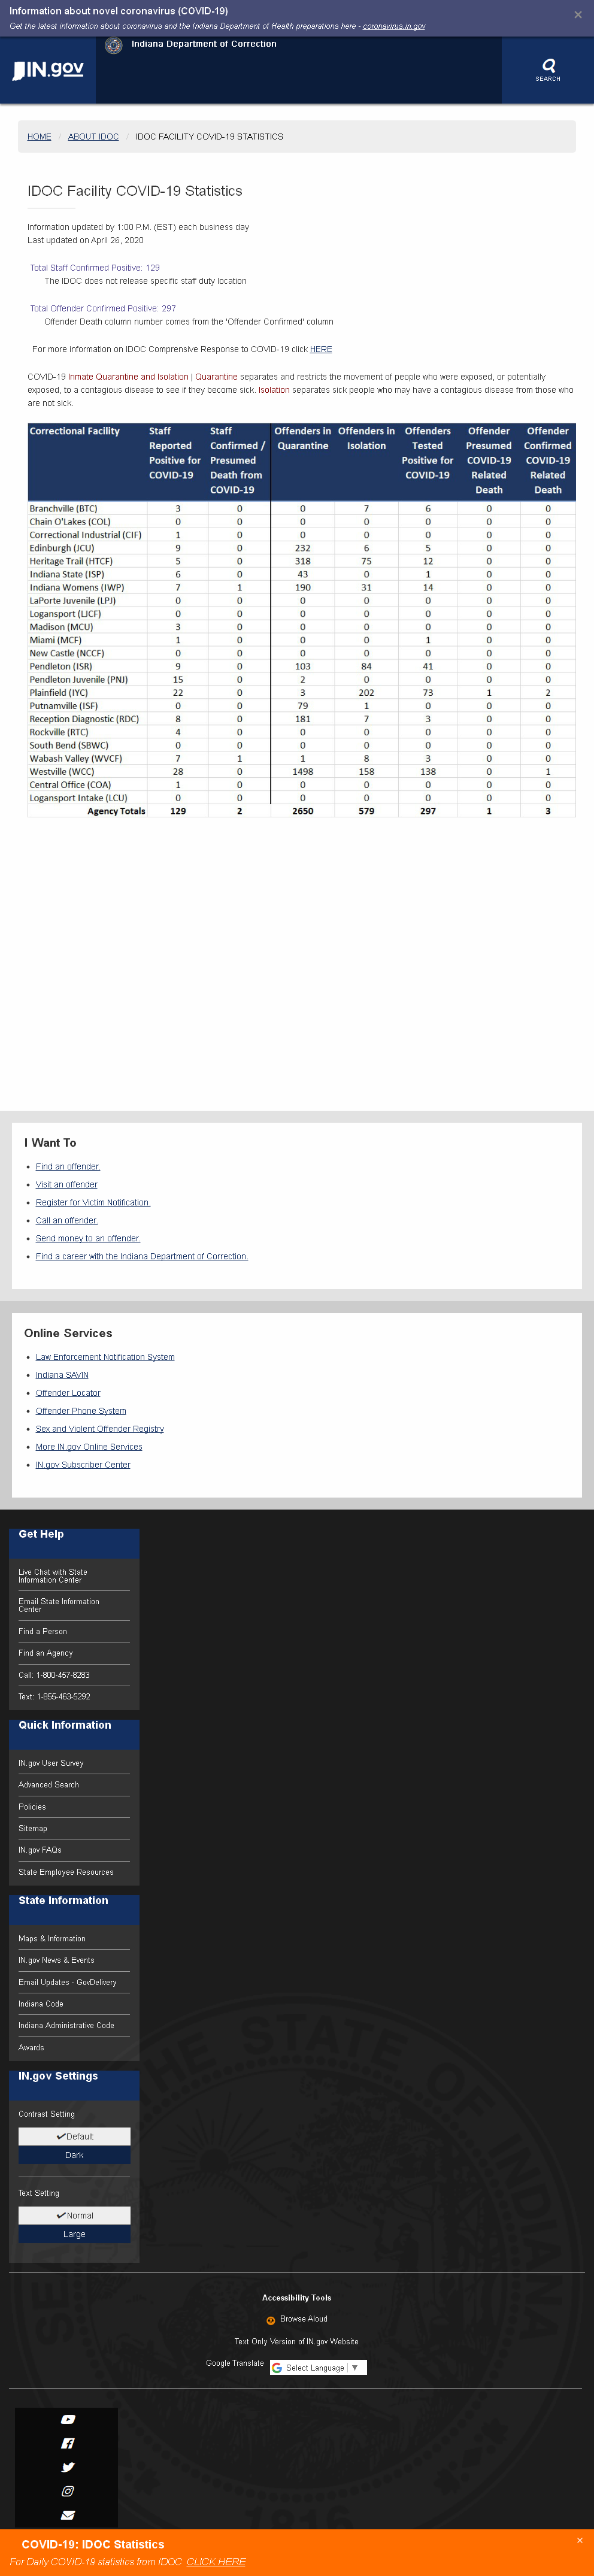 Information about novel coronavirus (COVID-19)
×
Get the latest information about coronavirus and the Indiana Department of Health preparations here - coronavirus.in.gov
IN.gov
Indiana Department of Correction
SEARCH
HOME / ABOUT IDOC / IDOC FACILITY COVID-19 STATISTICS
IDOC Facility COVID-19 Statistics
Information updated by 1:00 P.M. (EST) each business day
Last updated on April 26, 2020
Total Staff Confirmed Positive: 129
The IDOC does not release specific staff duty location
Total Offender Confirmed Positive: 297
Offender Death column number comes from the 'Offender Confirmed' column
For more information on IDOC Comprensive Response to COVID-19 click HERE
COVID-19 Inmate Quarantine and Isolation | Quarantine separates and restricts the movement of people who were exposed, or potentially
exposed, to a contagious disease to see if they become sick. Isolation separates sick people who may have a contagious disease from those who
are not sick.
Correctional Facility Staff Reported Positive for COVID-19 Staff Confirmed / Presumed Death from COVID-19 Offenders in Quarantine Offenders in Isolation Offenders Tested Positive for COVID-19 Offender Presumed COVID-19 Related Death Offender Confirmed COVID-19 Related Death
Branchville (BTC) 3 0 0 7 6 0 0
Chain O'Lakes (COL) 0 0 0 0 0 0 0
Correctional Industrial (CIF) 1 0 0 0 0 0 0
Edinburgh (JCU) 9 0 232 6 5 0 0
Heritage Trail (HTCF) 5 0 318 75 12 0 0
Indiana State (ISP) 6 0 43 0 1 0 0
Indiana Womens (IWP) 7 1 190 31 14 0 0
LaPorte Juvenile (LPJ) 0 0 0 0 0 0 0
Logansport (LJCF) 0 0 0 0 0 0 0
Madison (MCU) 3 0 0 0 0 0 0
Miami (MCF) 1 0 0 0 1 0 0
New Castle (NCCF) 0 0 0 0 0 0 0
Pendleton (ISR) 9 0 103 84 41 0 0
Pendleton Juvenile (PNJ) 15 0 2 0 0 0 0
Plainfield (IYC) 22 0 3 202 73 1 2
Putnamville (ISF) 0 0 79 1 0 0 0
Reception Diagnostic (RDC) 8 0 181 7 3 0 0
Rockville (RTC) 4 0 0 0 0 0 0
South Bend (SBWC) 0 0 0 0 0 0 0
Wabash Valley (WVCF) 7 1 1 8 3 0 0
Westville (WCC) 28 0 1498 158 138 0 1
Central Office (COA) 1 0 0 0 0 0 0
Logansport Intake (LCU) 0 0 0 0 0 0 0
Agency Totals 129 2 2650 579 297 1 3
I Want To
Find an offender.
Visit an offender
Register for Victim Notification.
Call an offender.
Send money to an offender.
Find a career with the Indiana Department of Correction.
Online Services
Law Enforcement Notification System
Indiana SAVIN
Offender Locator
Offender Phone System
Sex and Violent Offender Registry
More IN.gov Online Services
IN.gov Subscriber Center
Get Help
Live Chat with State
Information Center
Email State Information
Center
Find a Person
Find an Agency
Call: 1-800-457-8283
Text: 1-855-463-5292
Quick Information
IN.gov User Survey
Advanced Search
Policies
Sitemap
IN.gov FAQs
State Employee Resources
State Information
Maps & Information
IN.gov News & Events
Email Updates - GovDelivery
Indiana Code
Indiana Administrative Code
Awards
IN.gov Settings
Contrast Setting
✓Default
Dark
Text Setting
✓Normal
Large
Accessibility Tools
Browse Aloud
Text Only Version of IN.gov Website
Google Translate Select Language ▼
COVID-19: IDOC Statistics
×
For Daily COVID-19 statistics from IDOC CLICK HERE